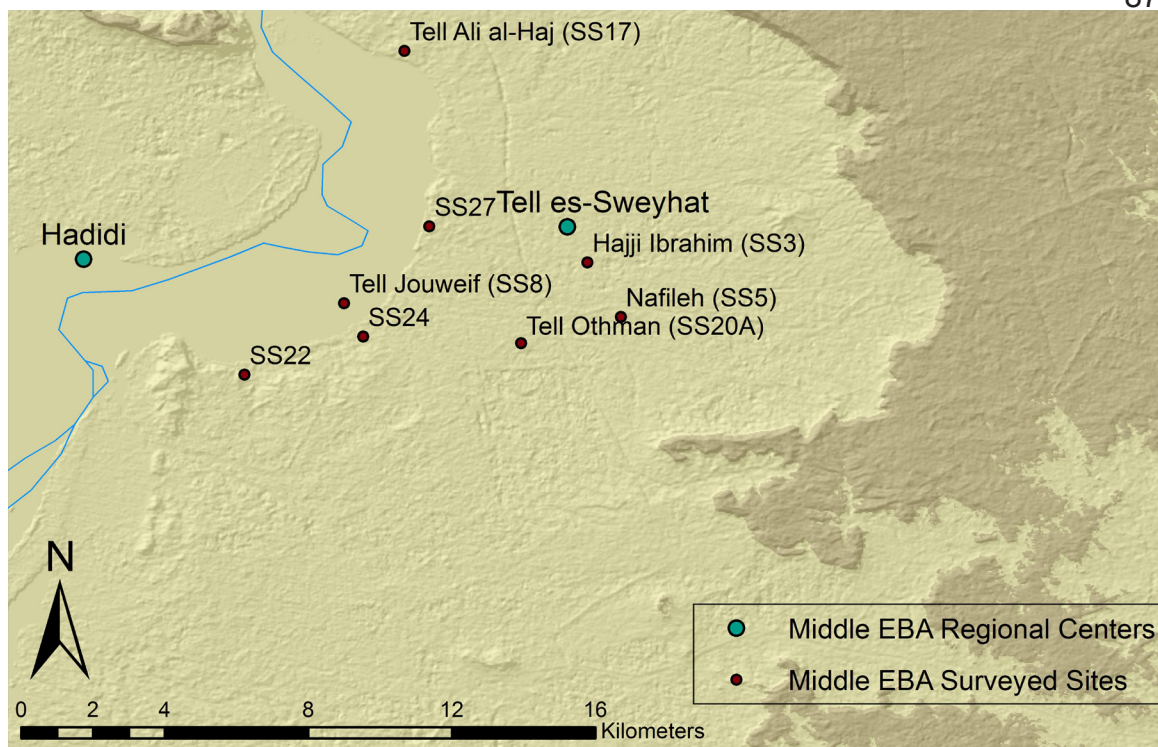 Tell Ali al-Haj (SS17)
SS27
Tell es-Sweyhat
Hadidi
Hajji Ibrahim (SS3)
Tell Jouweif (SS8)
Nafileh (SS5)
SS24
Tell Othman (SS20A)
SS22
N
Middle EBA Regional Centers
Middle EBA Surveyed Sites
0 2 4 8 12 16
Kilometers